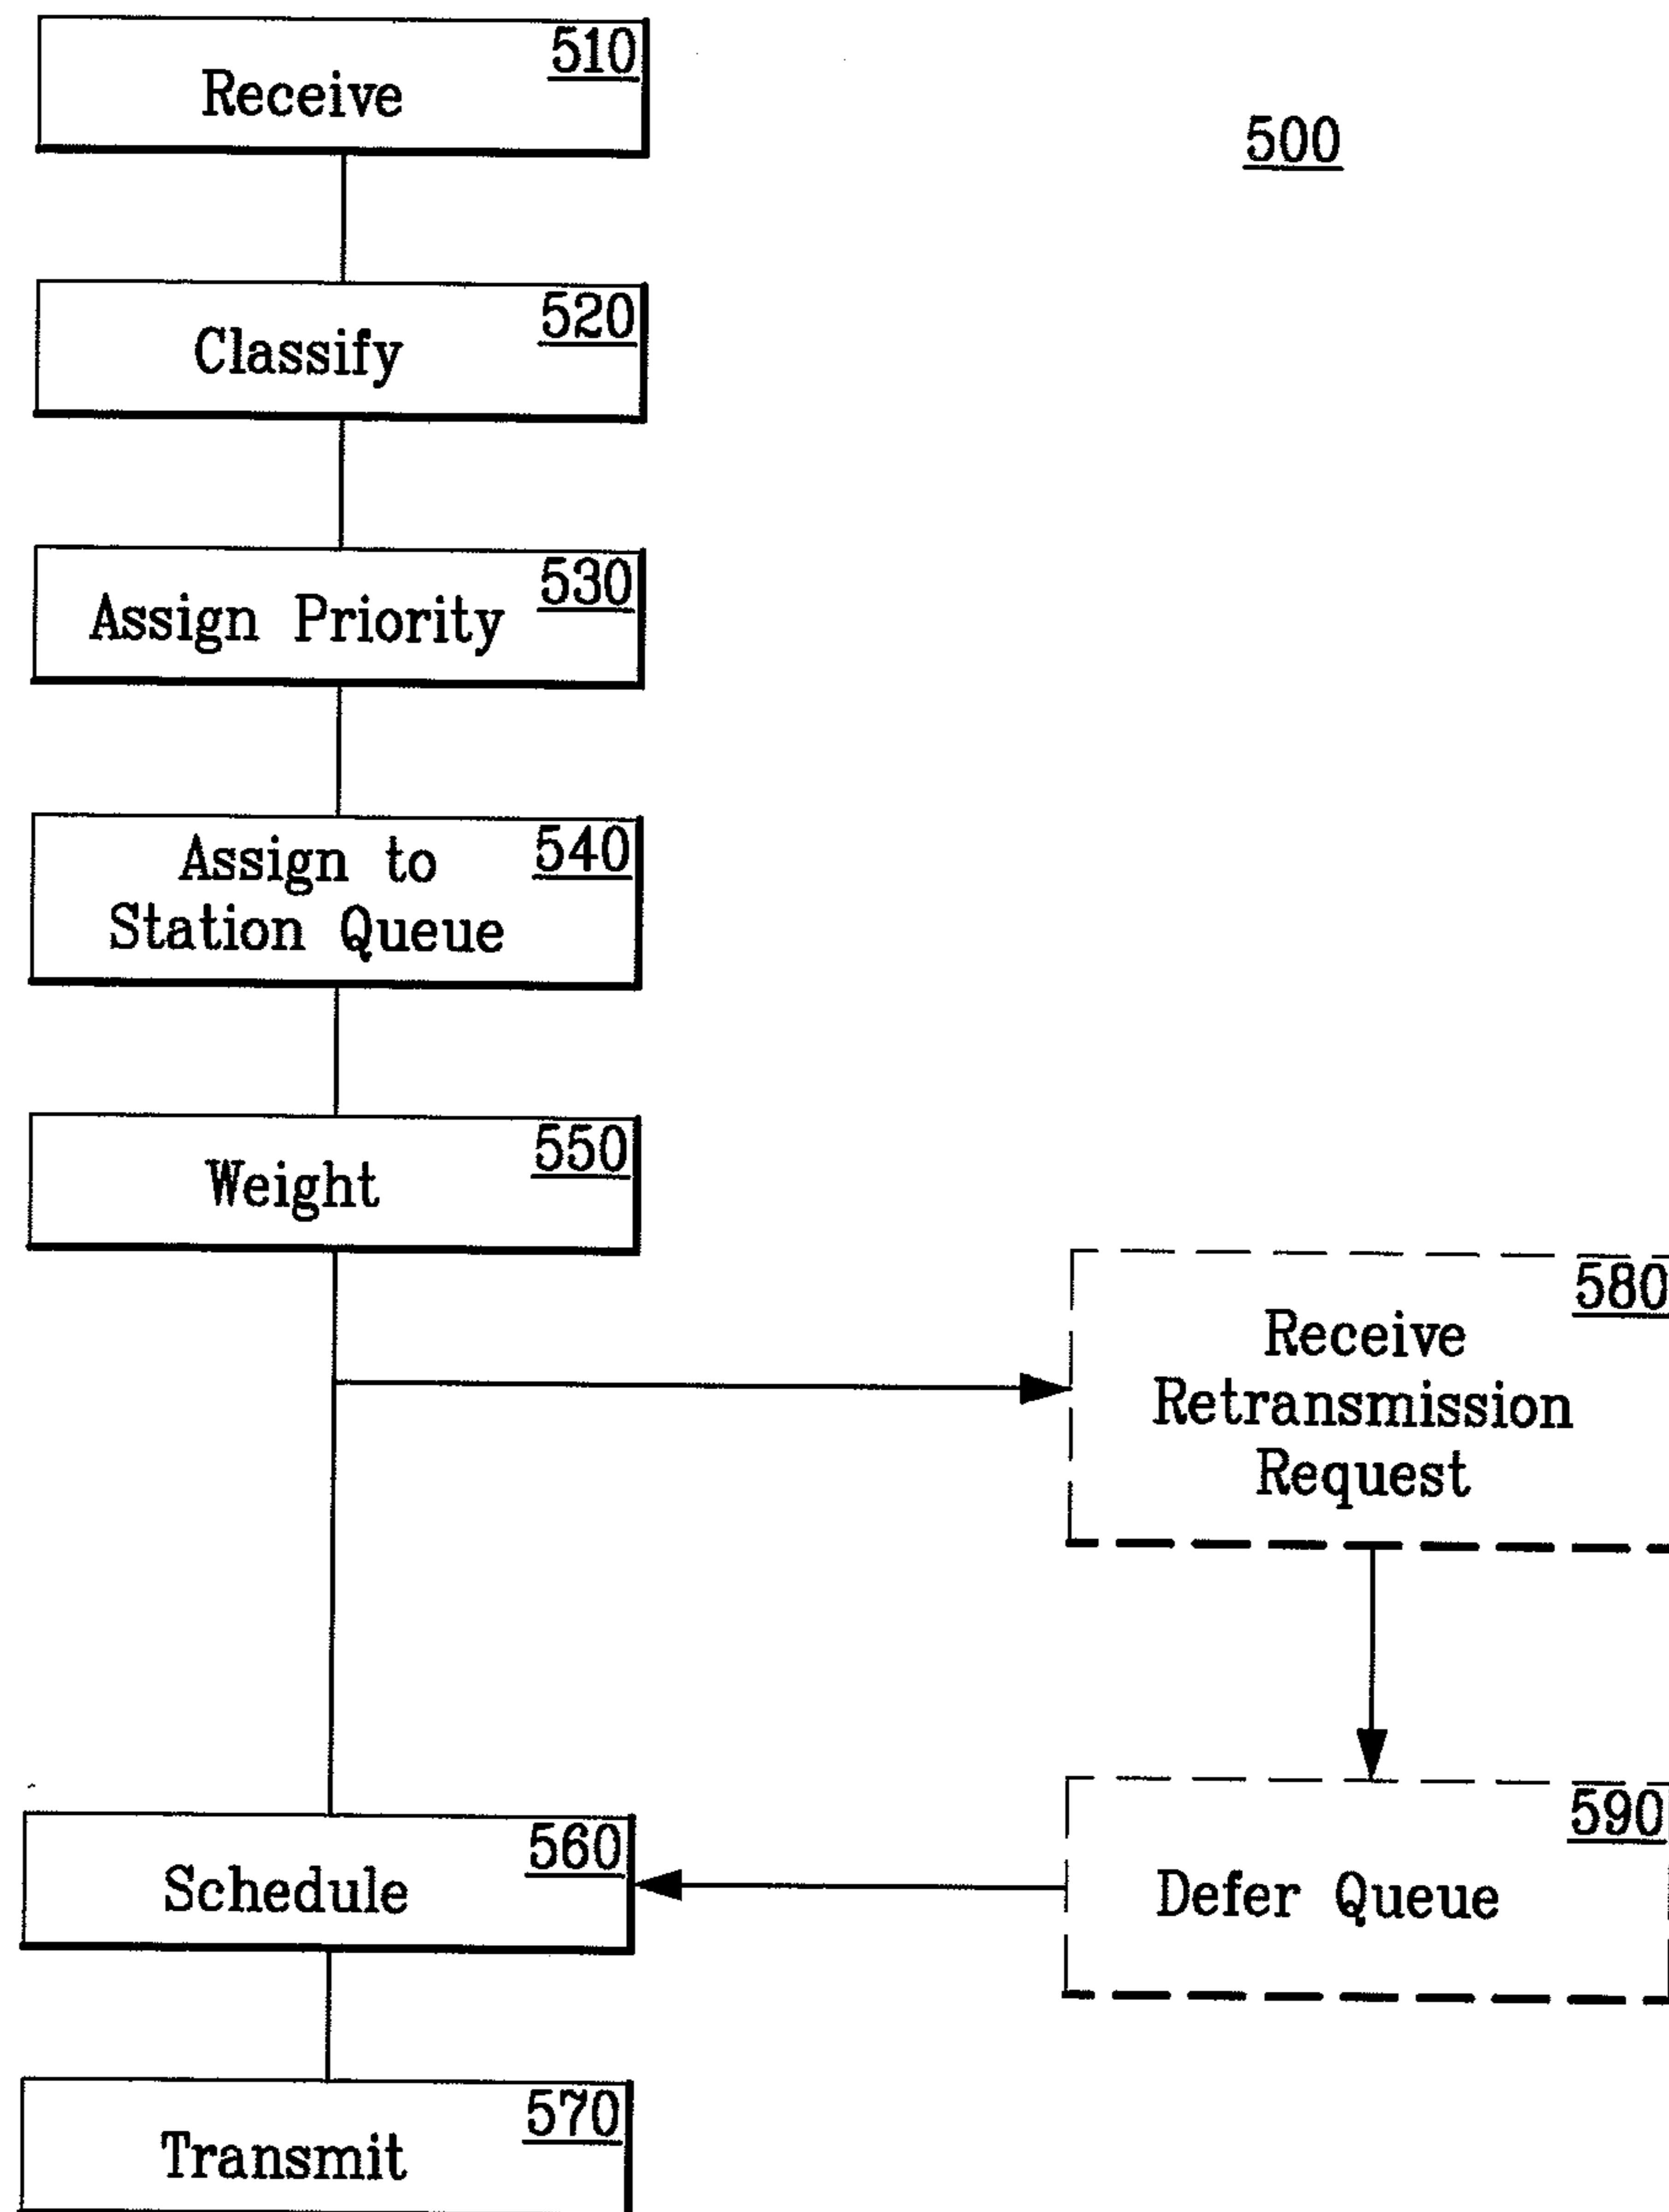 510
Receive
500
520
Classify
530
Assign Priority
540
Assign to
Station Queue
550
Weight
580
Receive
Retransmission
Request
560
Schedule
590
Defer Queue
570
Transmit